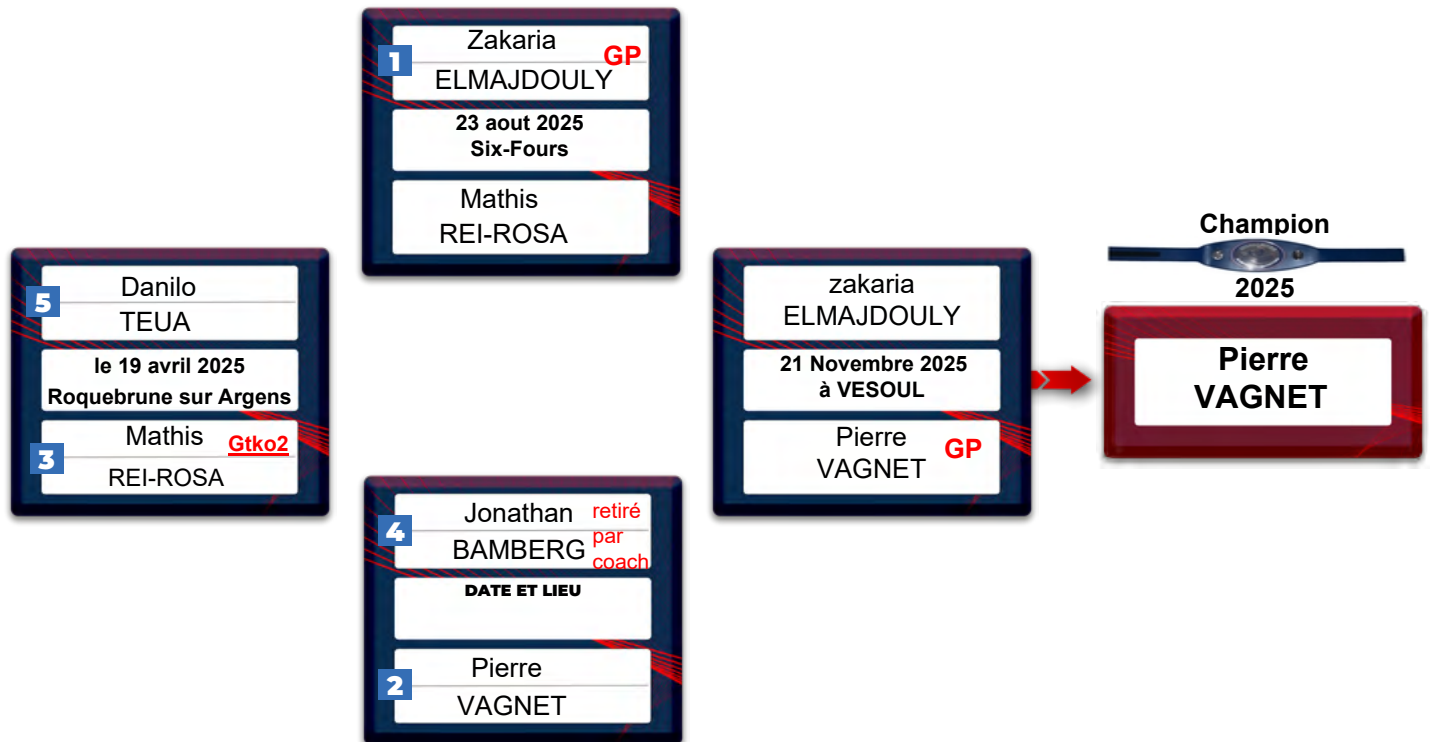 5
Danilo
TEUA
le 19 avril 2025
Roquebrune sur Argens
3
Mathis Gtko2
REI-ROSA
1
Zakaria GP
ELMAJDOULY
23 aout 2025
Six-Fours
Mathis
REI-ROSA
4
Jonathan retiré
BAMBERG par
coach
DATE ET LIEU
2
Pierre
VAGNET
zakaria
ELMAJDOULY
21 Novembre 2025
à VESOUL
Pierre GP
VAGNET
Champion
2025
Pierre
VAGNET